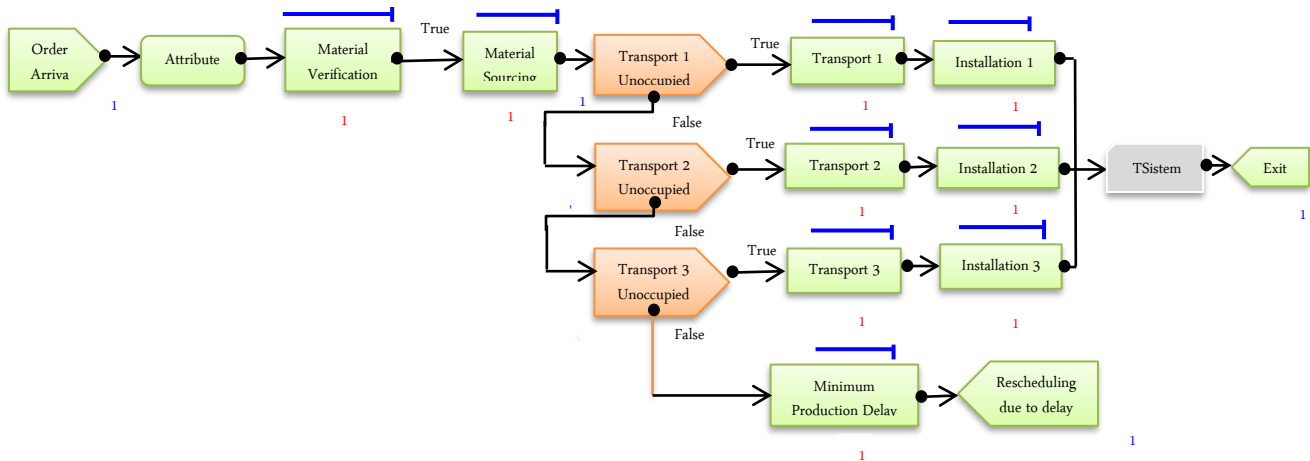 Order
Arriva
1
Attribute
Material
Verification
1
True
Material
Sourcing
1
Transport 1
Unoccupied
1
True
False
Transport 1
1
Installation 1
1
Transport 2
Unoccupied
True
False
Transport 2
1
Installation 2
1
TSistem
Exit
1
Transport 3
Unoccupied
True
False
Transport 3
1
Installation 3
1
Minimum
Production Delay
1
Rescheduling
due to delay
1